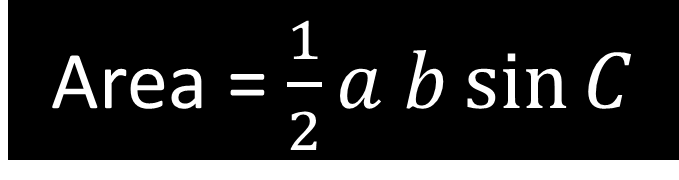 Area = 1/2 a b sin C